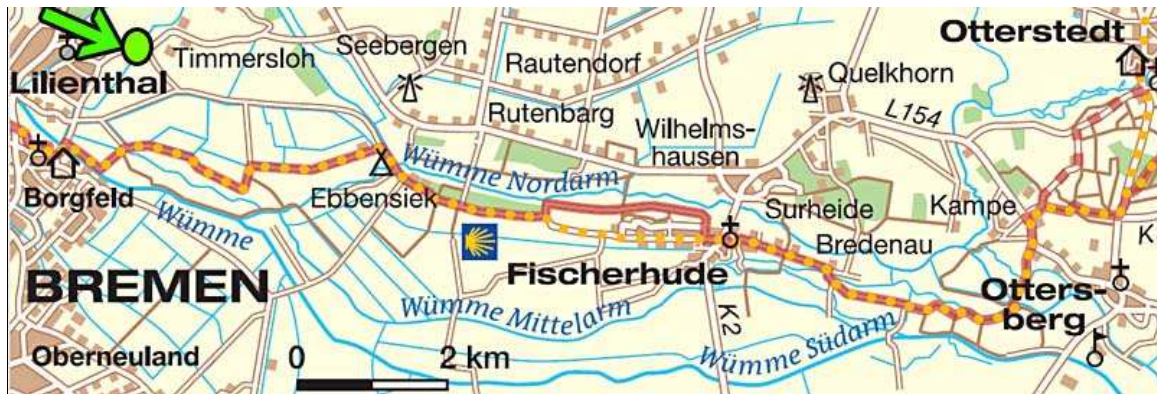 Otterstedt
Seebergen
Timmersloh
Lilienthal
Rautendorf
Quelkhorn
Rutenbarg
L154
Wilhelms-
hausen
Wümme Nordarm
Borgfeld
Ebbensiek
Wümme
Surheide
Kampe
Bredenau
K
BREMEN
Fischerhude
Otters-
berg
Wümme Mittelarm
K2
Wümme Südarm
Oberneuland
0 2 km